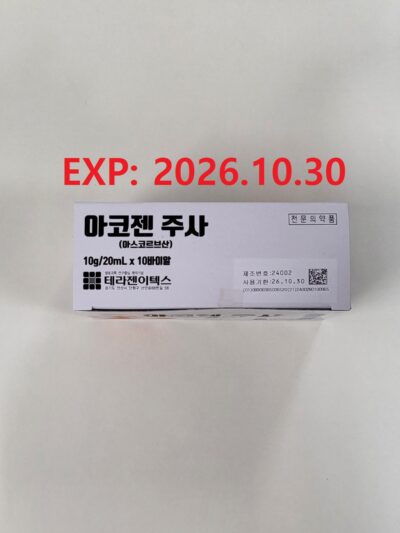 EXP: 2026.10.30
아코젠 주사
(아스코르브산)
10g/20mL x 10바이알
테라젠이텍스
전문의약품
제조번호:24002
사용기한:26.10.30